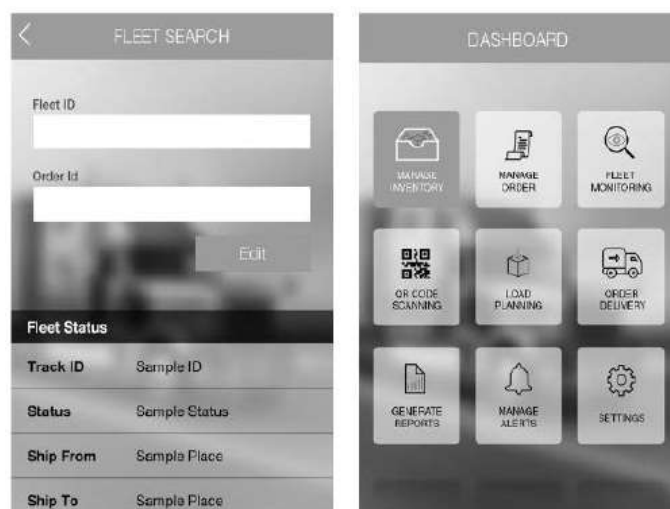 FLEET SEARCH
Fleet ID
Order Id
Edit
Fleet Status
Track ID Sample ID
Status Sample Status
Ship From Sample Place
Ship To Sample Place
DASHBOARD
MANAGE
INVENTORY
MANAGE
ORDER
FLEET
MONITORING
QR CODE
SCANNING
LOAD
PLANNING
ORDER
DELIVERY
GENERATE
REPORTS
MANAGE
ALERTS
SETTINGS